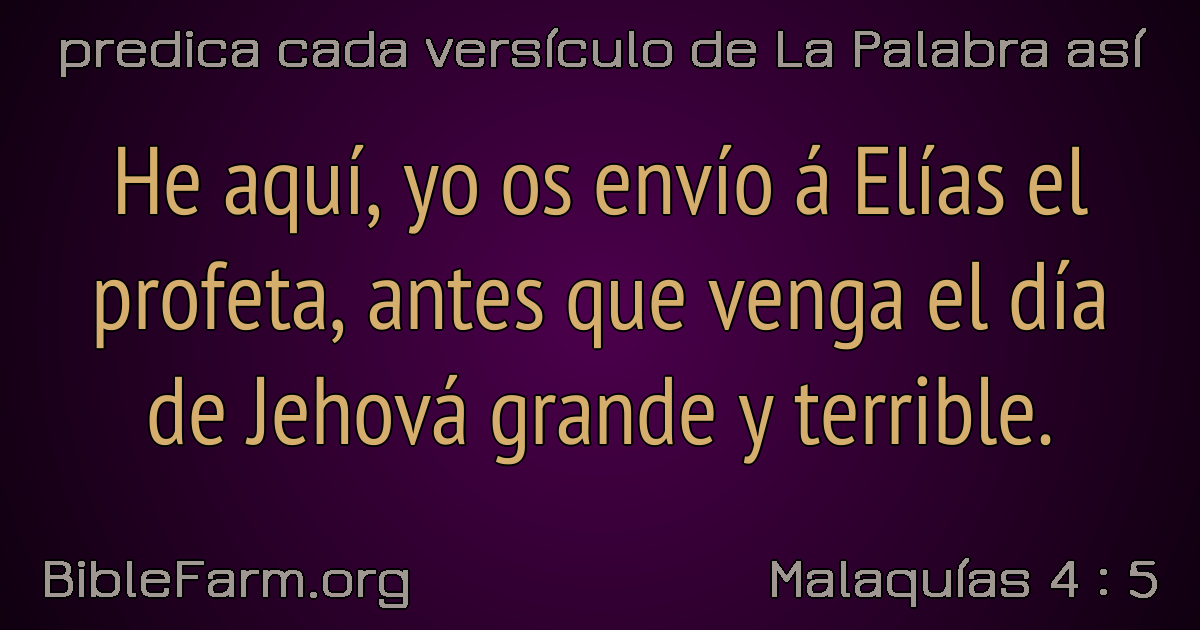 predica cada versículo de La Palabra así
He aquí, yo os envío á Elías el
profeta, antes que venga el día
de Jehová grande y terrible.
BibleFarm.org
Malaquías 4 : 5